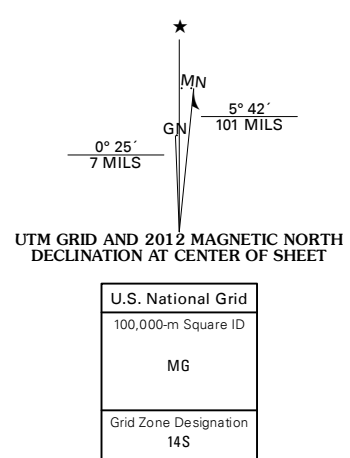 ★
MN
GN
5° 42´
101 MILS
0° 25´
7 MILS
UTM GRID AND 2012 MAGNETIC NORTH
DECLINATION AT CENTER OF SHEET
U.S. National Grid
100,000-m Square ID
MG
Grid Zone Designation
14S